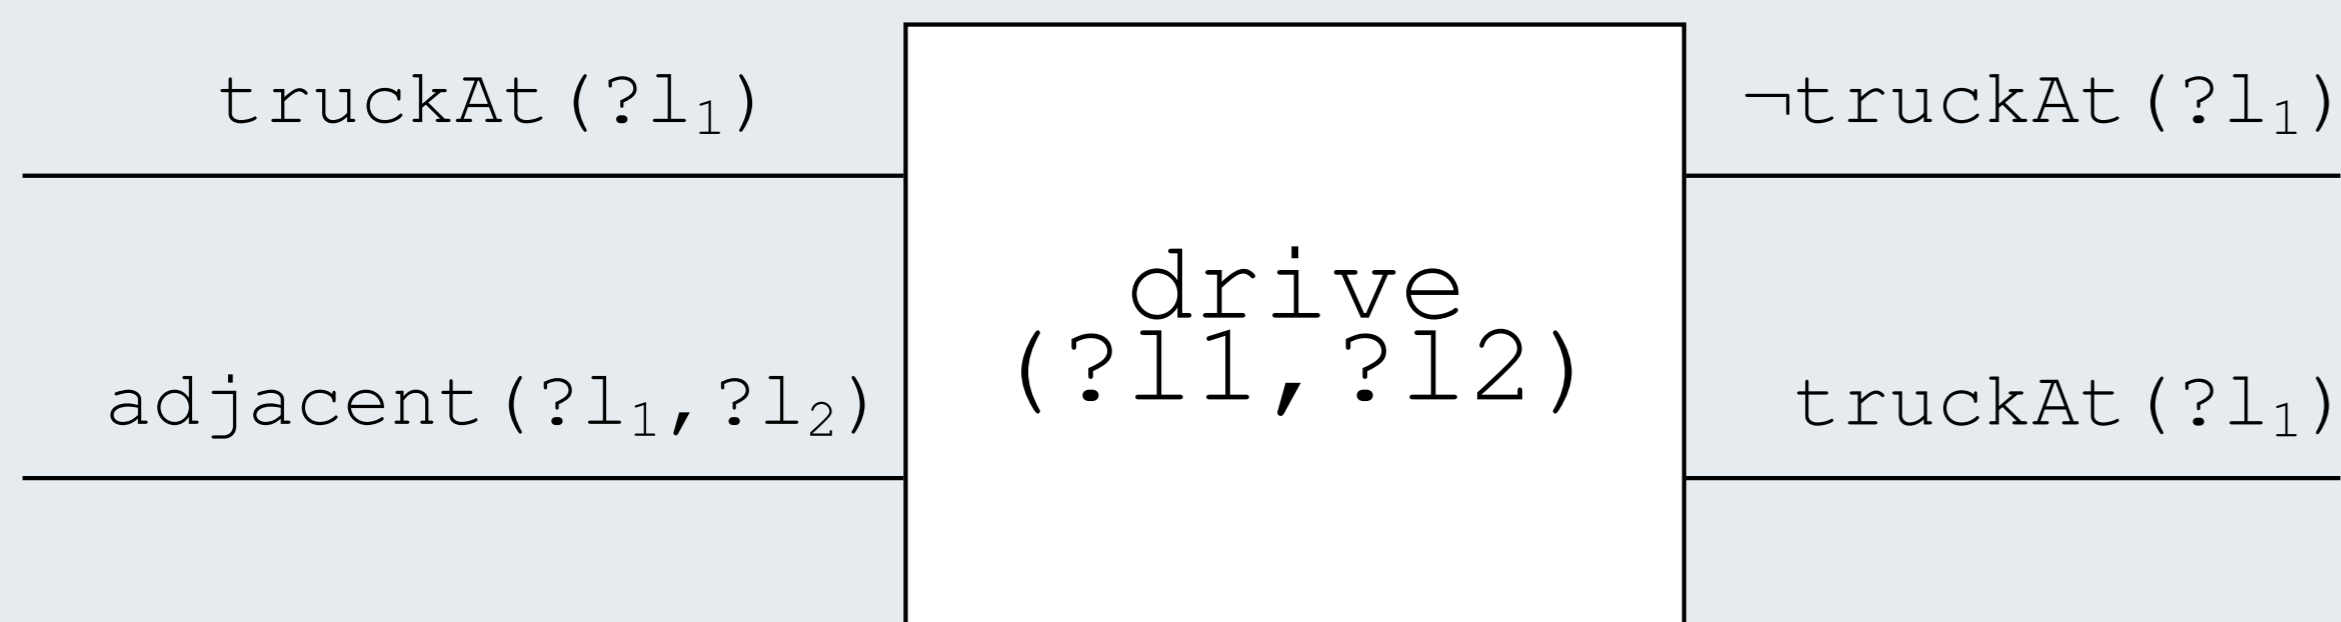 truckAt(?l₁)
¬truckAt(?l₁)
drive
(?l1,?l2)
adjacent(?l₁,?l₂)
truckAt(?l₁)